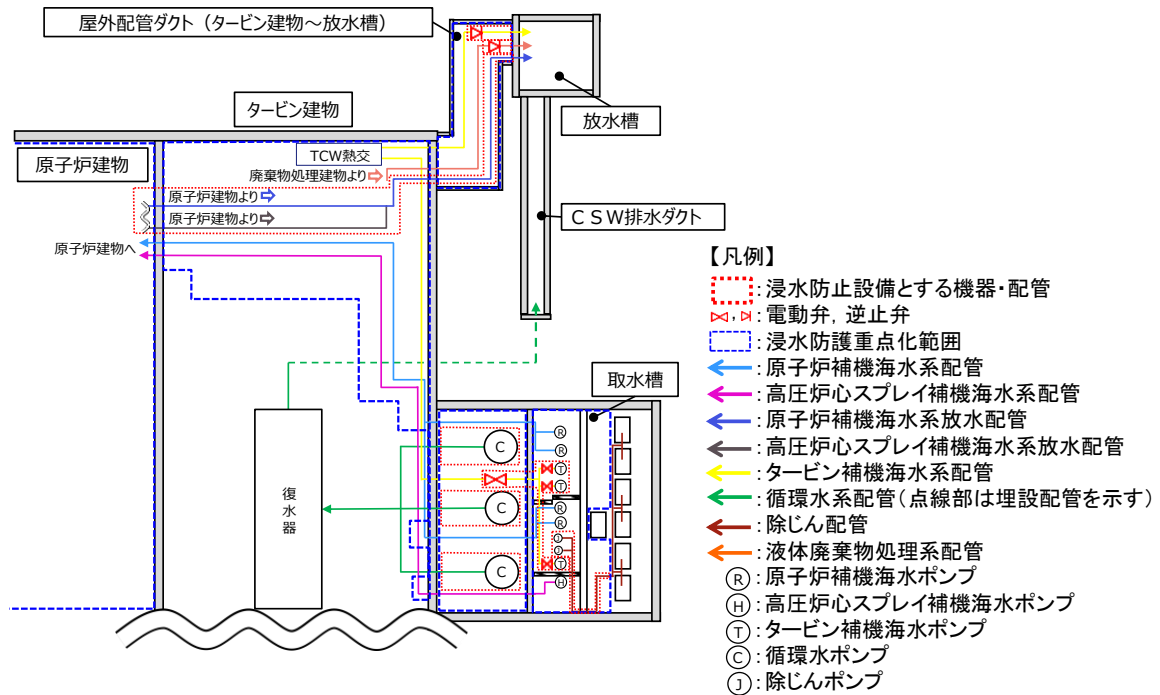 屋外配管ダクト（タービン建物～放水槽）
タービン建物
放水槽
原子炉建物
TCW熱交
廃棄物処理建物より
原子炉建物より
原子炉建物より
ＣＳＷ排水ダクト
原子炉建物へ
取水槽
復水器
C
C
C
R
R
T
T
R
R
J
J
T
H
【凡例】
：浸水防止設備とする機器・配管
，：電動弁，逆止弁
：浸水防護重点化範囲
：原子炉補機海水系配管
：高圧炉心スプレイ補機海水系配管
：原子炉補機海水系放水配管
：高圧炉心スプレイ補機海水系放水配管
：タービン補機海水系配管
：循環水系配管（点線部は埋設配管を示す）
：除じん配管
：液体廃棄物処理系配管
R：原子炉補機海水ポンプ
H：高圧炉心スプレイ補機海水ポンプ
T：タービン補機海水ポンプ
C：循環水ポンプ
J：除じんポンプ